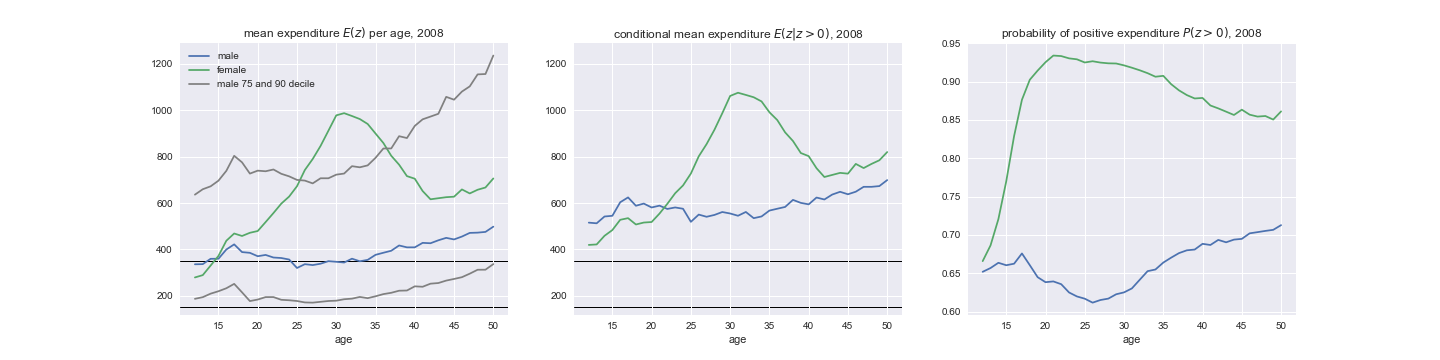 mean expenditure E(z) per age, 2008
male
female
male 75 and 90 decile
1200
1000
800
600
400
200
15 20 25 30 35 40 45 50
age
conditional mean expenditure E(z|z > 0), 2008
1200
1000
800
600
400
200
15 20 25 30 35 40 45 50
age
probability of positive expenditure P(z > 0), 2008
0.95
0.90
0.85
0.80
0.75
0.70
0.65
0.60
15 20 25 30 35 40 45 50
age